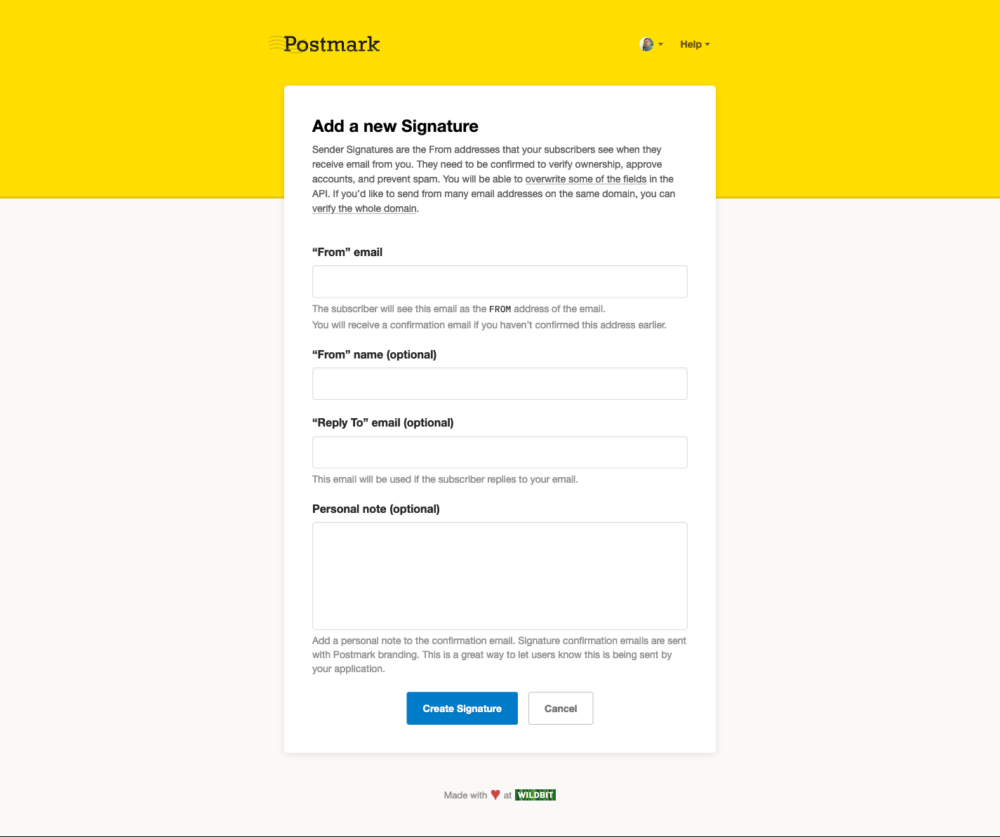 Postmark
Help
Add a new Signature
Sender Signatures are the From addresses that your subscribers see when they
receive email from you. They need to be confirmed to verify ownership, approve
accounts, and prevent spam. You will be able to overwrite some of the fields in the
API. If you’d like to send from many email addresses on the same domain, you can
verify the whole domain.
“From” email
The subscriber will see this email as the FROM address of the email.
You will receive a confirmation email if you haven’t confirmed this address earlier.
“From” name (optional)
“Reply To” email (optional)
This email will be used if the subscriber replies to your email.
Personal note (optional)
Add a personal note to the confirmation email. Signature confirmation emails are sent
with Postmark branding. This is a great way to let users know this is being sent by
your application.
Create Signature
Cancel
Made with ♥ at WILDBIT